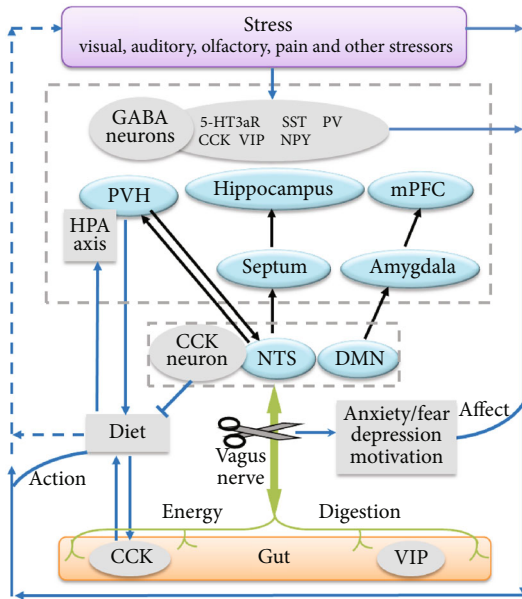 Stress
visual, auditory, olfactory, pain and other stressors
GABA
neurons
5-HT3aR SST PV
CCK VIP NPY
PVH
Hippocampus
mPFC
HPA
axis
Septum
Amygdala
CCK
neuron
NTS
DMN
Diet
Vagus
nerve
Anxiety/fear
depression
motivation
Affect
Action
Energy
Digestion
CCK
Gut
VIP